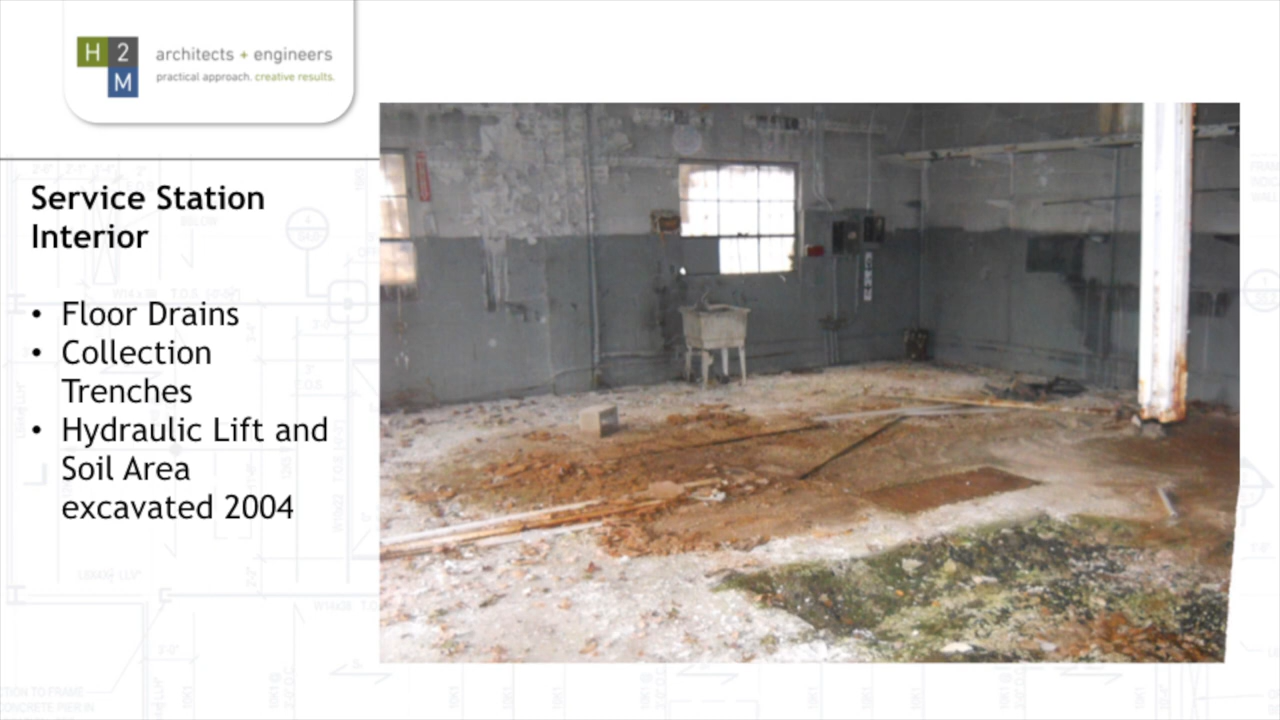 H2M
architects + engineers
practical approach. creative results.
Service Station
Interior
• Floor Drains
• Collection
Trenches
• Hydraulic Lift and
Soil Area
excavated 2004